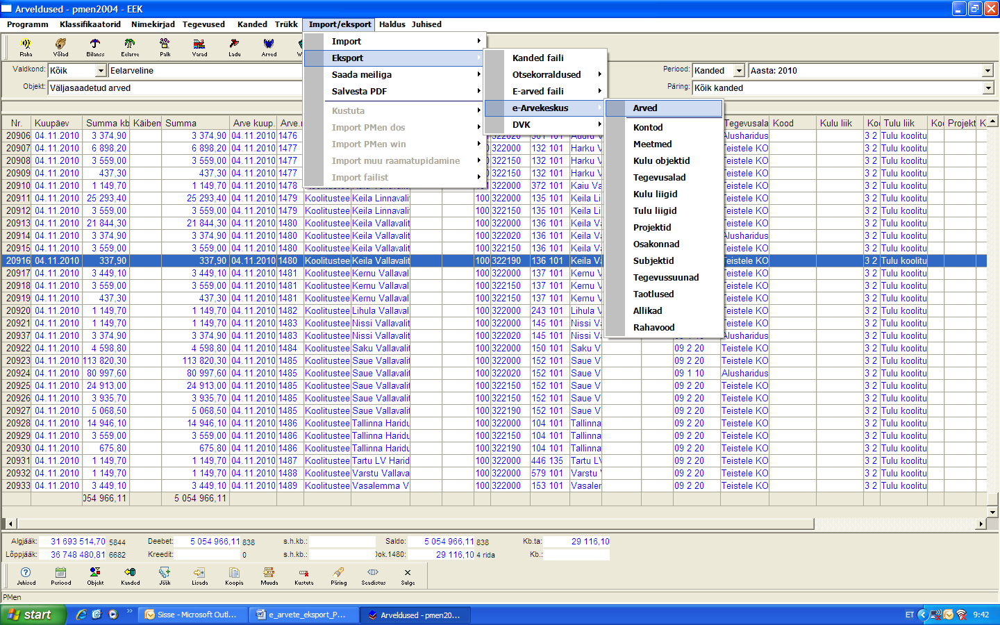 Arveldused - pmen2004 - EEK
Programm Klassifikaatorid Nimekirjad Tegevused Kanded Trükk Import/eksport Haldus Juhised
Raha Võlad Bilanss Eelarve Palk Varad Ladu Arved
Valdkond: Kõik Eelarveline
Objekt: Väljasaadetud arved
Periood: Kanded Aasta: 2010
Päring: Kõik kanded
Import
Eksport
Saada meiliga
Salvesta PDF
Kustuta
Import PMen dos
Import PMen win
Import muu raamatupidamine
Import failist
Kanded faili
Otsekorraldused
E-arved faili
e-Arvekeskus
DVK
Arved
Kontod
Meetmed
Kulu objektid
Tegevusalad
Kulu liigid
Tulu liigid
Projektid
Osakonnad
Subjektid
Tegevussuunad
Taotlused
Allikad
Rahavood
Nr. Kuupäev Summa kb Käibem Summa Arve kuup. Arve.n Tegevusala Kood Kulu liik Koo Tulu liik Koo Projekt K
20906 04.11.2010 3 374,90 3 374,90 04.11.2010 1476 322020 301 101 Audru V Alusharidus 3 2 Tulu koolitu
20907 04.11.2010 6 898,20 6 898,20 04.11.2010 1477 322000 132 101 Harku V Teistele KO 3 2 Tulu koolitu
20908 04.11.2010 3 559,00 3 559,00 04.11.2010 1477 322150 132 101 Harku V Teistele KO 3 2 Tulu koolitu
20909 04.11.2010 437,30 437,30 04.11.2010 1477 322150 132 101 Harku V Teistele KO 3 2 Tulu koolitu
20910 04.11.2010 1 149,70 1 149,70 04.11.2010 1478 322000 372 101 Kaiu Va Teistele KO 3 2 Tulu koolitu
20911 04.11.2010 25 293,40 25 293,40 04.11.2010 1479 Koolitustee Keila Linnavalit 100 322000 135 101 Keila Li Teistele KO 3 2 Tulu koolitu
20912 04.11.2010 3 559,00 3 559,00 04.11.2010 1479 Koolitustee Keila Linnavalit 100 322150 135 101 Keila Li Teistele KO 3 2 Tulu koolitu
20913 04.11.2010 21 844,30 21 844,30 04.11.2010 1480 Koolitustee Keila Vallavalit 100 322000 136 101 Keila V Teistele KO 3 2 Tulu koolitu
20914 04.11.2010 3 374,90 3 374,90 04.11.2010 1480 Koolitustee Keila Vallavalit 100 322020 136 101 Keila V Alusharidus 3 2 Tulu koolitu
20915 04.11.2010 3 559,00 3 559,00 04.11.2010 1480 Koolitustee Keila Vallavalit 100 322150 136 101 Keila V Teistele KO 3 2 Tulu koolitu
20916 04.11.2010 337,90 337,90 04.11.2010 1480 Koolitustee Keila Vallavalit 100 322190 136 101 Keila V Teistele KO 3 2 Tulu koolitu
20917 04.11.2010 3 449,10 3 449,10 04.11.2010 1481 Koolitustee Kernu Vallaval 100 322000 137 101 Kernu V Teistele KO 3 2 Tulu koolitu
20918 04.11.2010 3 559,00 3 559,00 04.11.2010 1481 Koolitustee Kernu Vallaval 100 322150 137 101 Kernu V Teistele KO 3 2 Tulu koolitu
20919 04.11.2010 437,30 437,30 04.11.2010 1481 Koolitustee Kernu Vallaval 100 322150 137 101 Kernu V Teistele KO 3 2 Tulu koolitu
20920 04.11.2010 1 149,70 1 149,70 04.11.2010 1482 Koolitustee Lihula Vallavalit 100 322000 243 101 Lihula V Teistele KO 3 2 Tulu koolitu
20921 04.11.2010 1 149,70 1 149,70 04.11.2010 1483 Koolitustee Nissi Vallavalit 100 322000 145 101 Nissi Va Teistele KO 3 2 Tulu koolitu
20937 04.11.2010 3 374,90 3 374,90 04.11.2010 1483 Koolitustee Nissi Vallavalit 100 322020 145 101 Nissi Va Alusharidus 3 2 Tulu koolitu
20922 04.11.2010 4 598,80 4 598,80 04.11.2010 1484 Koolitustee Saku Vallavalit 100 322000 150 101 Saku V 09 2 20 Teistele KO 3 2 Tulu koolitu
20923 04.11.2010 113 820,30 113 820,30 04.11.2010 1485 Koolitustee Saue Vallavalit 100 322000 152 101 Saue V 09 2 20 Teistele KO 3 2 Tulu koolitu
20924 04.11.2010 80 997,60 80 997,60 04.11.2010 1485 Koolitustee Saue Vallavalit 100 322020 152 101 Saue V 09 1 10 Alusharidus 3 2 Tulu koolitu
20925 04.11.2010 24 913,00 24 913,00 04.11.2010 1485 Koolitustee Saue Vallavalit 100 322150 152 101 Saue V 09 2 20 Teistele KO 3 2 Tulu koolitu
20926 04.11.2010 3 935,70 3 935,70 04.11.2010 1485 Koolitustee Saue Vallavalit 100 322150 152 101 Saue V 09 2 20 Teistele KO 3 2 Tulu koolitu
20927 04.11.2010 5 068,50 5 068,50 04.11.2010 1485 Koolitustee Saue Vallavalit 100 322190 152 101 Saue V 09 2 20 Teistele KO 3 2 Tulu koolitu
20928 04.11.2010 14 946,10 14 946,10 04.11.2010 1486 Koolitustee Tallinna Haridu 100 322000 104 101 Tallinna 09 2 20 Teistele KO 3 2 Tulu koolitu
20929 04.11.2010 3 559,00 3 559,00 04.11.2010 1486 Koolitustee Tallinna Haridu 100 322150 104 101 Tallinna 09 2 20 Teistele KO 3 2 Tulu koolitu
20930 04.11.2010 675,80 675,80 04.11.2010 1486 Koolitustee Tallinna Haridu 100 322190 104 101 Tallinna 09 2 20 Teistele KO 3 2 Tulu koolitu
20931 04.11.2010 1 149,70 1 149,70 04.11.2010 1487 Koolitustee Tartu LV Harid 100 322000 446 135 Tartu LV 09 2 20 Teistele KO 3 2 Tulu koolitu
20932 04.11.2010 1 149,70 1 149,70 04.11.2010 1488 Koolitustee Varstu Vallava 100 322000 579 101 Varstu V 09 2 20 Teistele KO 3 2 Tulu koolitu
20933 04.11.2010 3 449,10 3 449,10 04.11.2010 1489 Koolitustee Vasalemma V 100 322000 153 101 Vasalem 09 2 20 Teistele KO 3 2 Tulu koolitu
054 966,11 5 054 966,11
Algjääk: 31 693 514,70 5844 Deebet: 5 054 966,11 838 s.h.kb.: Saldo: 5 054 966,11 838 Kb.ta: 29 116,10
Lõppjääk: 36 748 480,81 6682 Kreedit: 0 s.h.kb.: Dok.1480: 29 116,10 4 rida Kb.:
Juhised Periood Objekt Kanded Jääk Lisada Koopia Muuda Kustuta Päring Seadistus Sulge
PMen
start Sisse - Microsoft Outl... e_arvete_eksport_P... Arveldused - pmen20... ET 9:42